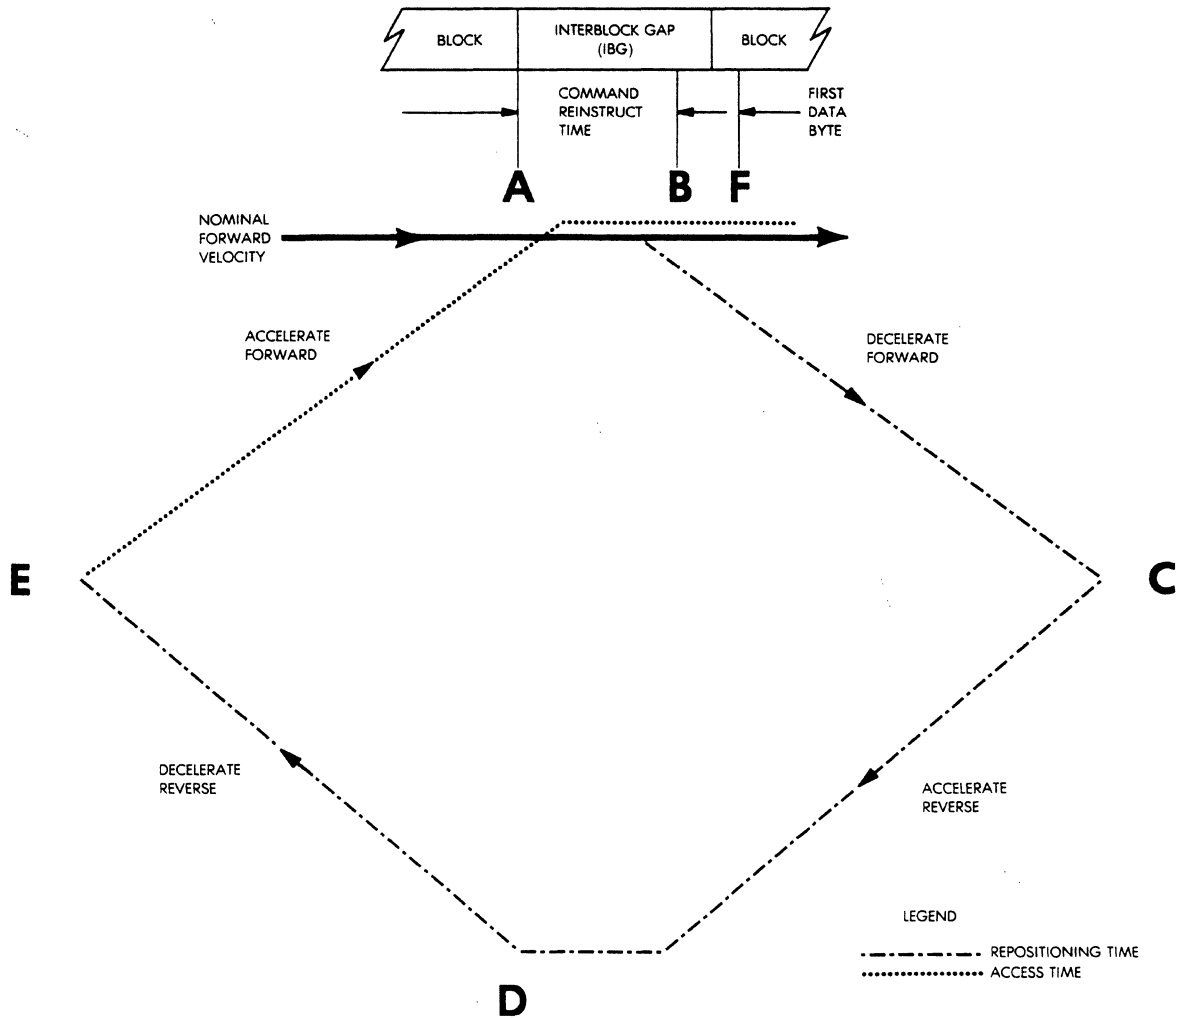 BLOCK
INTERBLOCK GAP
(IBG)
BLOCK
COMMAND
REINSTRUCT
TIME
FIRST
DATA
BYTE
A
B
F
NOMINAL
FORWARD
VELOCITY
ACCELERATE
FORWARD
DECELERATE
FORWARD
E
C
DECELERATE
REVERSE
ACCELERATE
REVERSE
LEGEND
REPOSITIONING TIME
ACCESS TIME
D